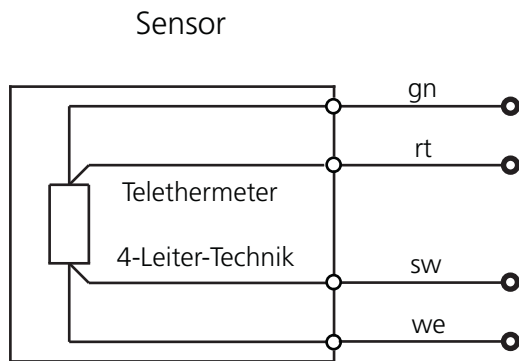 Sensor
gn
rt
Telethermeter
4-Leiter-Technik
sw
we